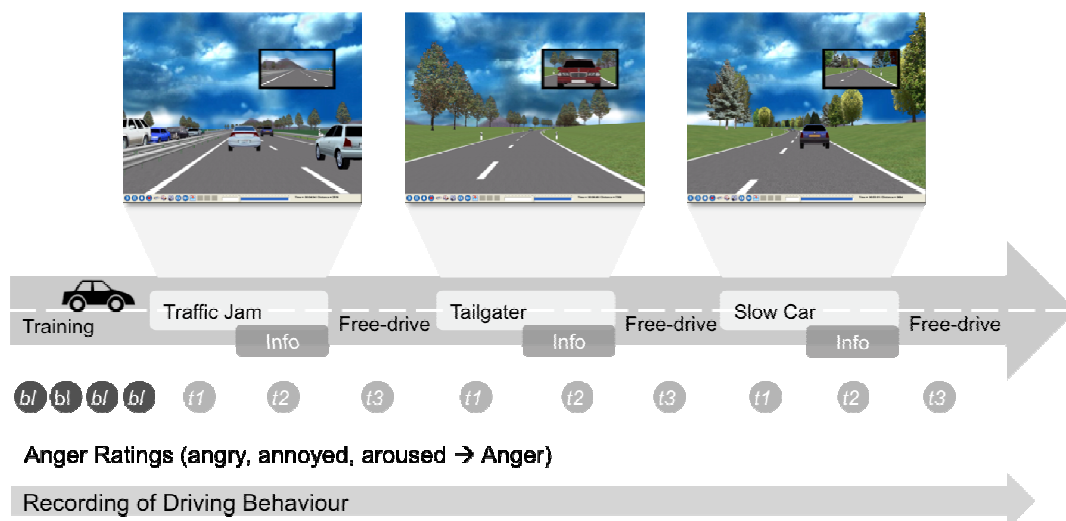 Traffic Jam
Tailgater
Slow Car
Training
Free-drive
Free-drive
Free-drive
Info
Info
Info
bl bl bl bl t1 t2 t3 t1 t2 t3 t1 t2 t3
Anger Ratings (angry, annoyed, aroused → Anger)
Recording of Driving Behaviour